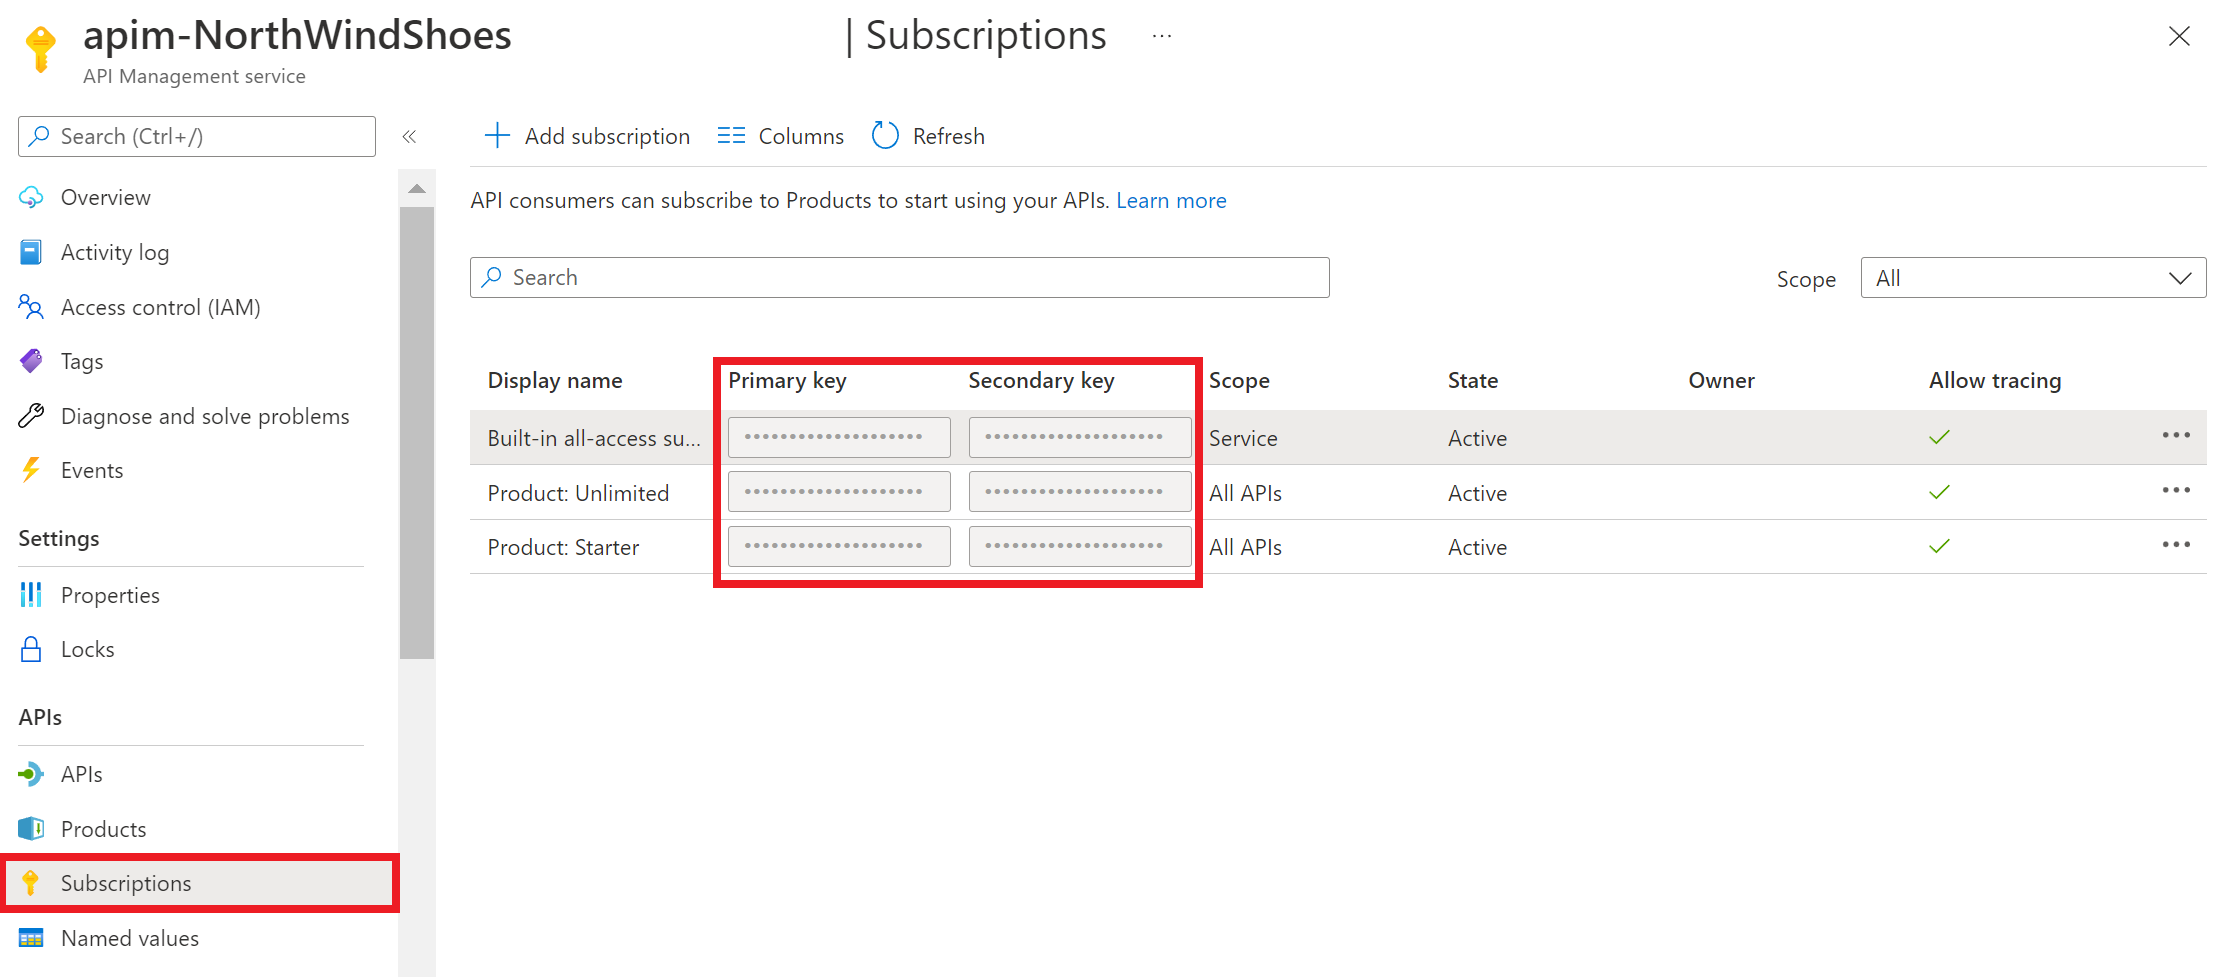 apim-NorthWindShoes | Subscriptions ...
API Management service
Search (Ctrl+/)
«
Overview
Activity log
Access control (IAM)
Tags
Diagnose and solve problems
Events
Settings
Properties
Locks
APIs
APIs
Products
Subscriptions
Named values
Add subscription Columns Refresh
API consumers can subscribe to Products to start using your APIs. Learn more
Search
Scope All
Display name Primary key Secondary key Scope State Owner Allow tracing
Built-in all-access su... •••••••••••••••••••• •••••••••••••••••••• Service Active •••
Product: Unlimited •••••••••••••••••••• •••••••••••••••••••• All APIs Active •••
Product: Starter •••••••••••••••••••• •••••••••••••••••••• All APIs Active •••